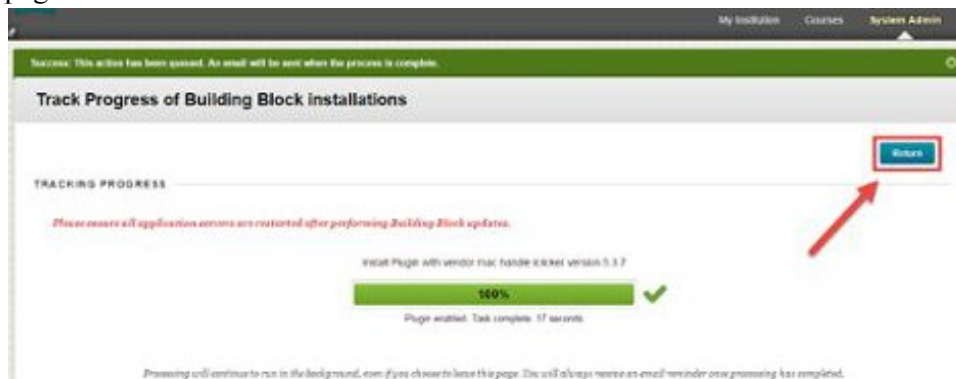 My Institution Courses System Admin
Success: This action has been queued. An email will be sent when the process is complete.
Track Progress of Building Block installations
Return
TRACKING PROGRESS
Please ensure all application servers are restarted after performing Building Block updates.
Install Plugin with vendor mac handle iclicker version 5.3.7
100%
Plugin enabled. Task complete. 17 seconds
Processing will continue to run in the background, even if you choose to leave this page. You will always receive an email reminder once processing has completed.